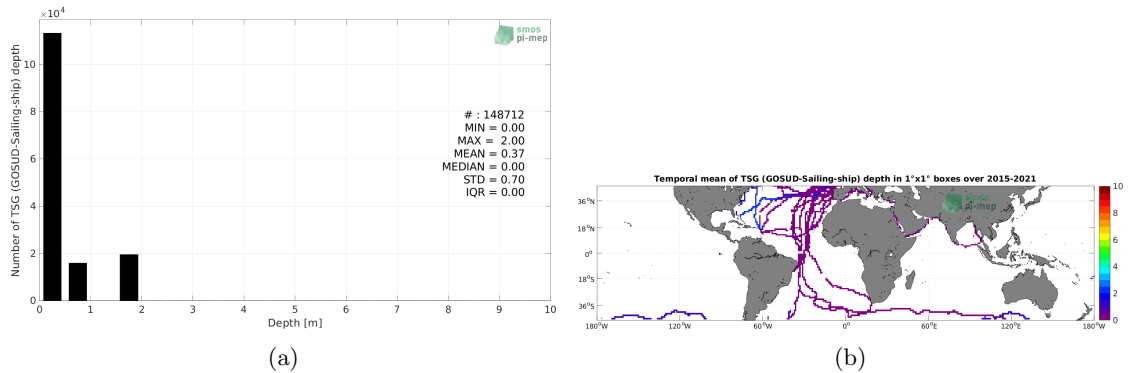 ×10⁴
10
8
6
4
2
0
Number of TSG (GOSUD-Sailing-ship) depth
smos
pi-mep
# : 148712
MIN = 0.00
MAX = 2.00
MEAN = 0.37
MEDIAN = 0.00
STD = 0.70
IQR = 0.00
0 1 2 3 4 5 6 7 8 9 10
Depth [m]
(a)
Temporal mean of TSG (GOSUD-Sailing-ship) depth in 1°x1° boxes over 2015-2021
smos
pi-mep
36°N
18°N
0°
18°S
36°S
180°W 120°W 60°W 0° 60°E 120°E 180°W
10
8
6
4
2
0
(b)